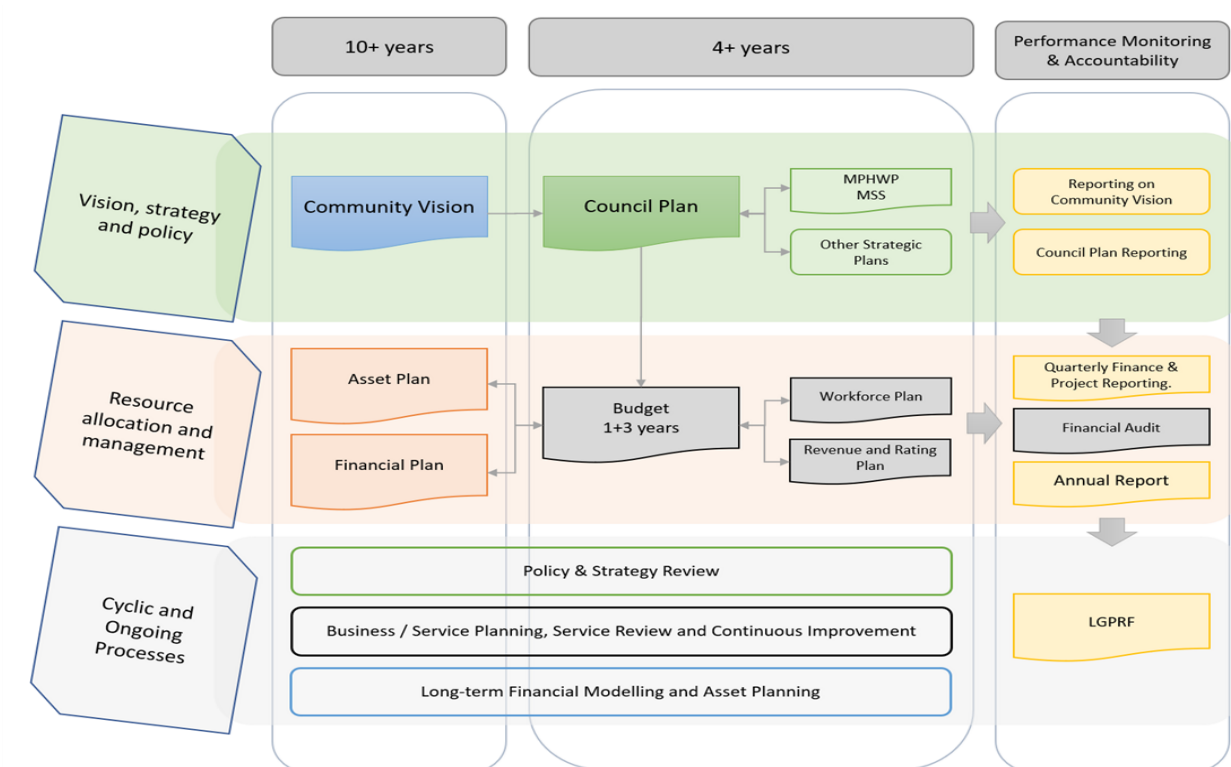 10+ years
4+ years
Performance Monitoring
& Accountability
Vision, strategy
and policy
Community Vision
Council Plan
MPHWP
MSS
Other Strategic
Plans
Reporting on
Community Vision
Council Plan Reporting
Resource
allocation and
management
Asset Plan
Financial Plan
Budget
1+3 years
Workforce Plan
Revenue and Rating
Plan
Quarterly Finance &
Project Reporting.
Financial Audit
Annual Report
Cyclic and
Ongoing
Processes
Policy & Strategy Review
Business / Service Planning, Service Review and Continuous Improvement
Long-term Financial Modelling and Asset Planning
LGPRF